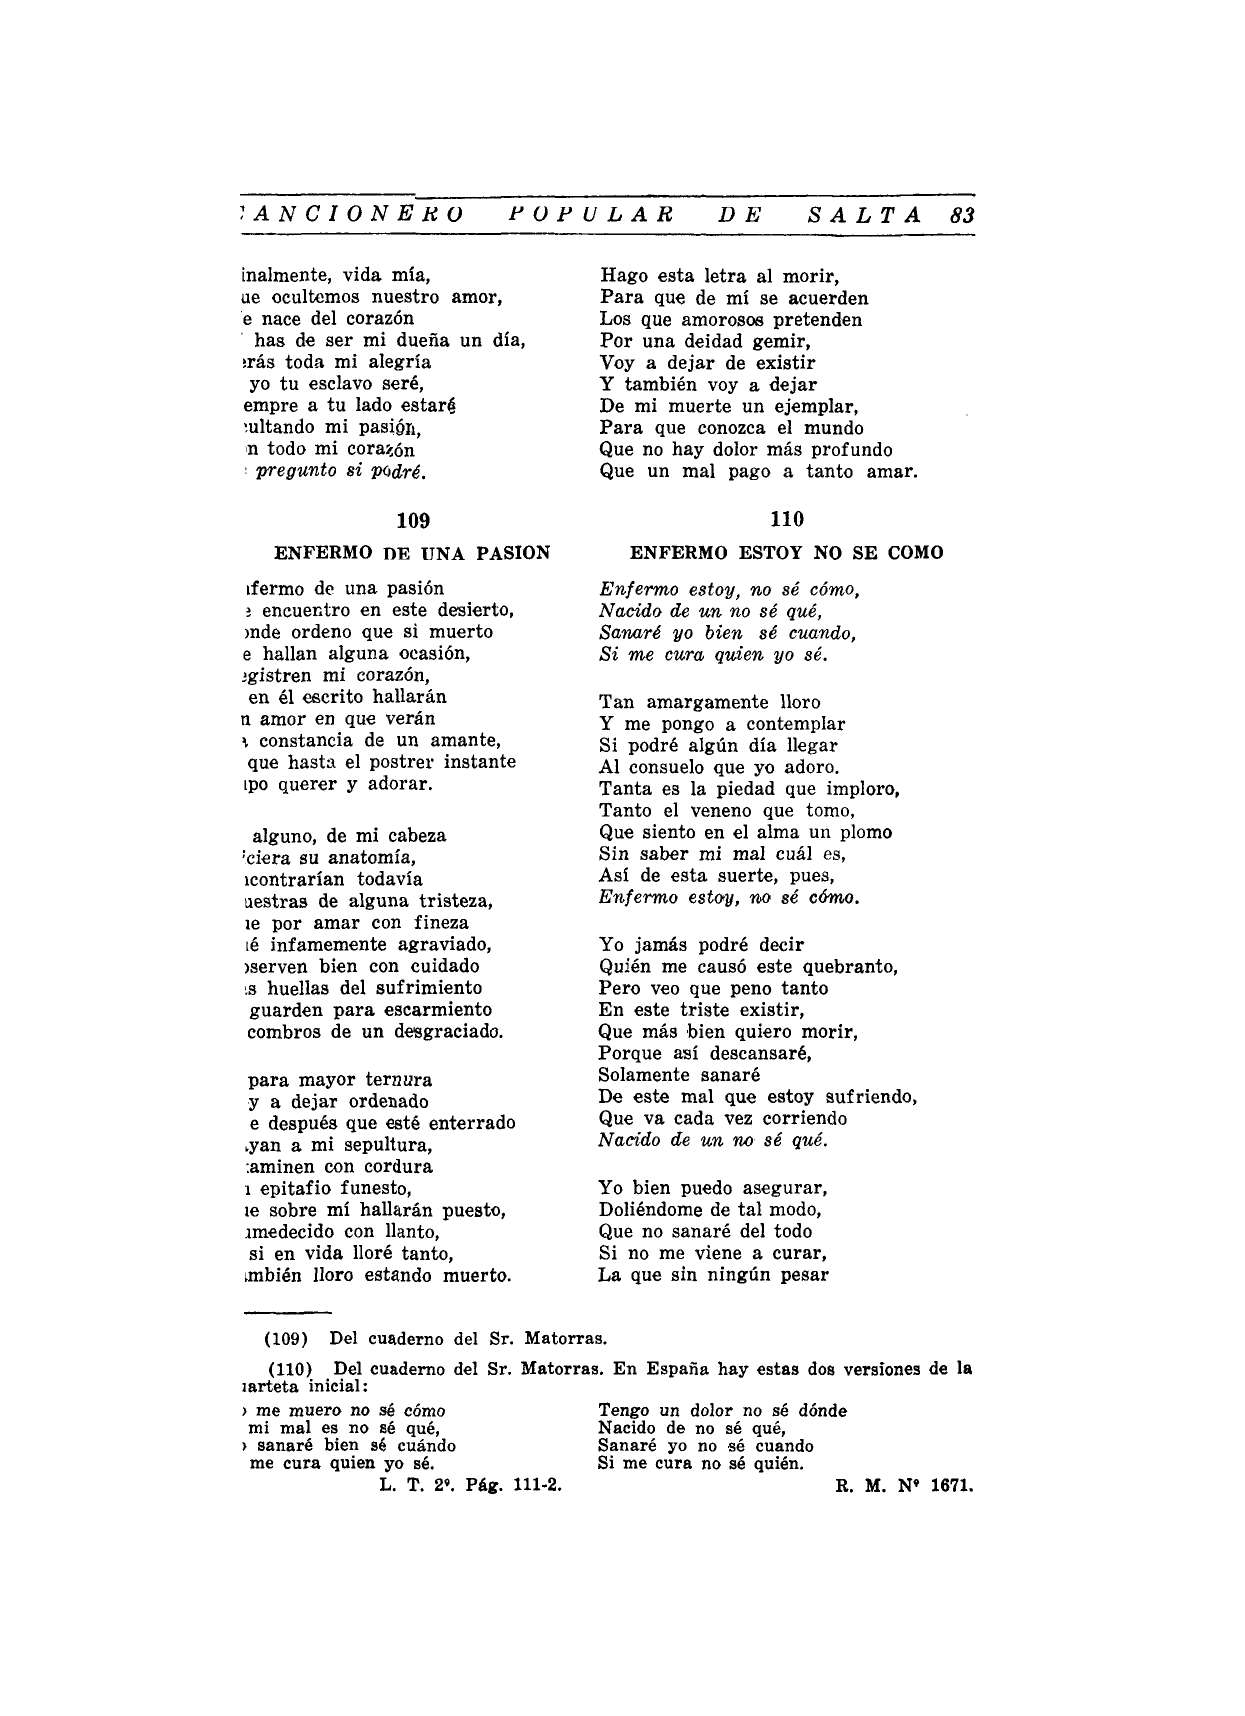 ANCIONERO POPULAR DE SALTA 83
inalmente, vida mía,
ocultemos nuestro amor,
nace del corazón
has de ser mi dueña un día,
toda mi alegría
yo tu esclavo seré,
empre a tu lado estaré
ultando mi pasión,
todo mi corazón
pregunto si podré.
109
ENFERMO DE UNA PASION
fermo de una pasión
encuentro en este desierto,
nde ordeno que si muerto
e hallan alguna ocasión,
gistren mi corazón,
en él escrito hallarán
amor en que verán
constancia de un amante,
que hasta el postrer instante
po querer y adorar.
alguno, de mi cabeza
ciera su anatomía,
contrarían todavía
estras de alguna tristeza,
e por amar con fineza
é infamemente agraviado,
serven bien con cuidado
s huellas del sufrimiento
guarden para escarmiento
combros de un desgraciado.
para mayor ternura
y a dejar ordenado
e después que esté enterrado
yan a mi sepultura,
aminen con cordura
epitafio funesto,
e sobre mí hallarán puesto,
medecido con llanto,
si en vida lloré tanto,
mbién lloro estando muerto.
Hago esta letra al morir,
Para que de mí se acuerden
Los que amorosos pretenden
Por una deidad gemir,
Voy a dejar de existir
Y también voy a dejar
De mi muerte un ejemplar,
Para que conozca el mundo
Que no hay dolor más profundo
Que un mal pago a tanto amar.
110
ENFERMO ESTOY NO SE COMO
Enfermo estoy, no sé cómo,
Nacido de un no sé qué,
Sanaré yo bien sé cuando,
Si me cura quien yo sé.
Tan amargamente lloro
Y me pongo a contemplar
Si podré algún día llegar
Al consuelo que yo adoro.
Tanta es la piedad que imploro,
Tanto el veneno que tomo,
Que siento en el alma un plomo
Sin saber mi mal cuál es,
Así de esta suerte, pues,
Enfermo estoy, no sé cómo.
Yo jamás podré decir
Quién me causó este quebranto,
Pero veo que peno tanto
En este triste existir,
Que más bien quiero morir,
Porque así descansaré,
Solamente sanaré
De este mal que estoy sufriendo,
Que va cada vez corriendo
Nacido de un no sé qué.
Yo bien puedo asegurar,
Doliéndome de tal modo,
Que no sanaré del todo
Si no me viene a curar,
La que sin ningún pesar
(109) Del cuaderno del Sr. Matorras.
(110) Del cuaderno del Sr. Matorras. En España hay estas dos versiones de la
arteta inicial:
me muero no sé cómo
mi mal es no sé qué,
sanaré bien sé cuándo
me cura quien yo sé.
L. T. 2º. Pág. 111-2.
Tengo un dolor no sé dónde
Nacido de no sé qué,
Sanaré yo no sé cuando
Si me cura no sé quién.
R. M. Nº 1671.